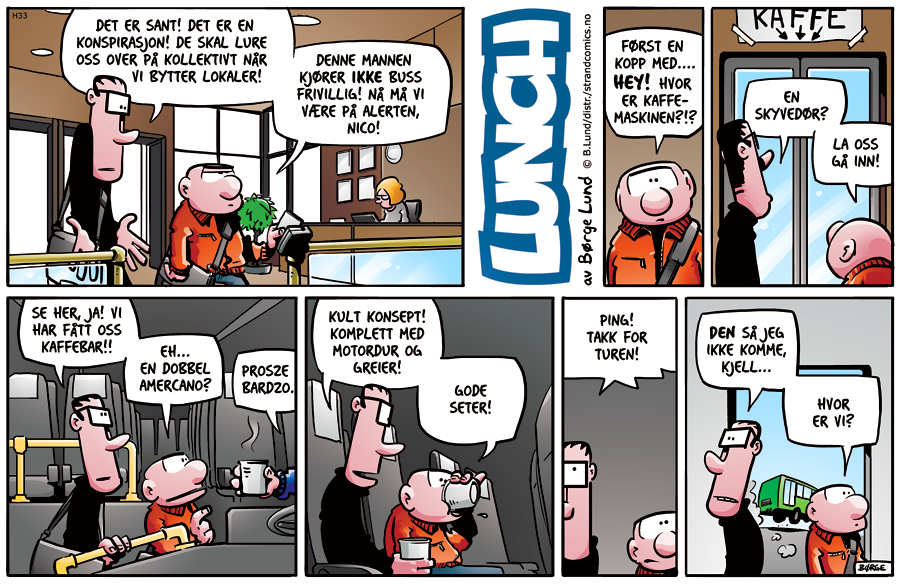 H33
DET ER SANT! DET ER EN
KONSPIRASJON! DE SKAL LURE
OSS OVER PÅ KOLLEKTIVT NÅR
VI BYTTER LOKALER!
DENNE MANNEN
KJØRER IKKE BUSS
FRIVILLIG! NÅ MÅ VI
VÆRE PÅ ALERTEN,
NICO!
LUNCH
av Børge Lund © B.Lund/distr./strandcomics.no
FØRST EN
KOPP MED....
HEY! HVOR
ER KAFFE-
MASKINEN?!?
KAFFE
EN
SKYVEDØR?
LA OSS
GÅ INN!
SE HER, JA! VI
HAR FÅTT OSS
KAFFEBAR!!
EH...
EN DOBBEL
AMERCANO?
PROSZE
BARDZO.
KULT KONSEPT!
KOMPLETT MED
MOTORDUR OG
GREIER!
GODE
SETER!
PING!
TAKK FOR
TUREN!
DEN SÅ JEG
IKKE KOMME,
KJELL...
HVOR
ER VI?
BØRGE